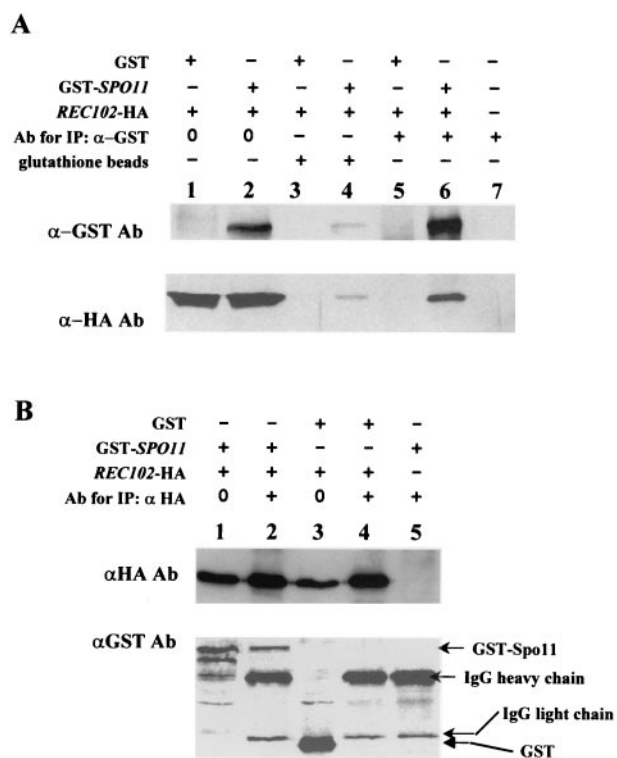 A
GST + − + − + − −
GST-SPO11 − + − + − + −
REC102-HA + + + + + + −
Ab for IP: α−GST 0 0 − − + + +
glutathione beads − − + + − − −
1 2 3 4 5 6 7
α−GST Ab
α−HA Ab
B
GST − − + + −
GST-SPO11 + + − − +
REC102-HA + + + + −
Ab for IP: α HA 0 + 0 + +
1 2 3 4 5
αHA Ab
αGST Ab
GST-Spo11
IgG heavy chain
IgG light chain
GST